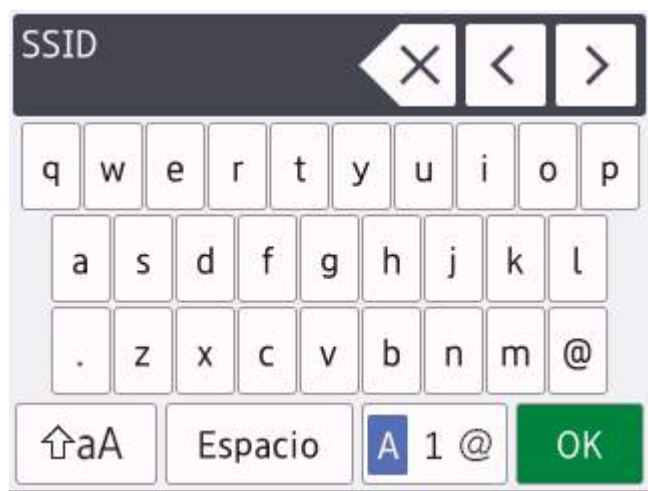 SSID
q w e r t y u i o p
a s d f g h j k l
. z x c v b n m @
aA Espacio A 1 @ OK